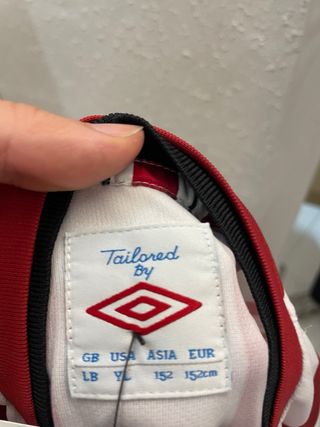 Tailored
By
GB USA ASIA EUR
LB YL 152 152cm